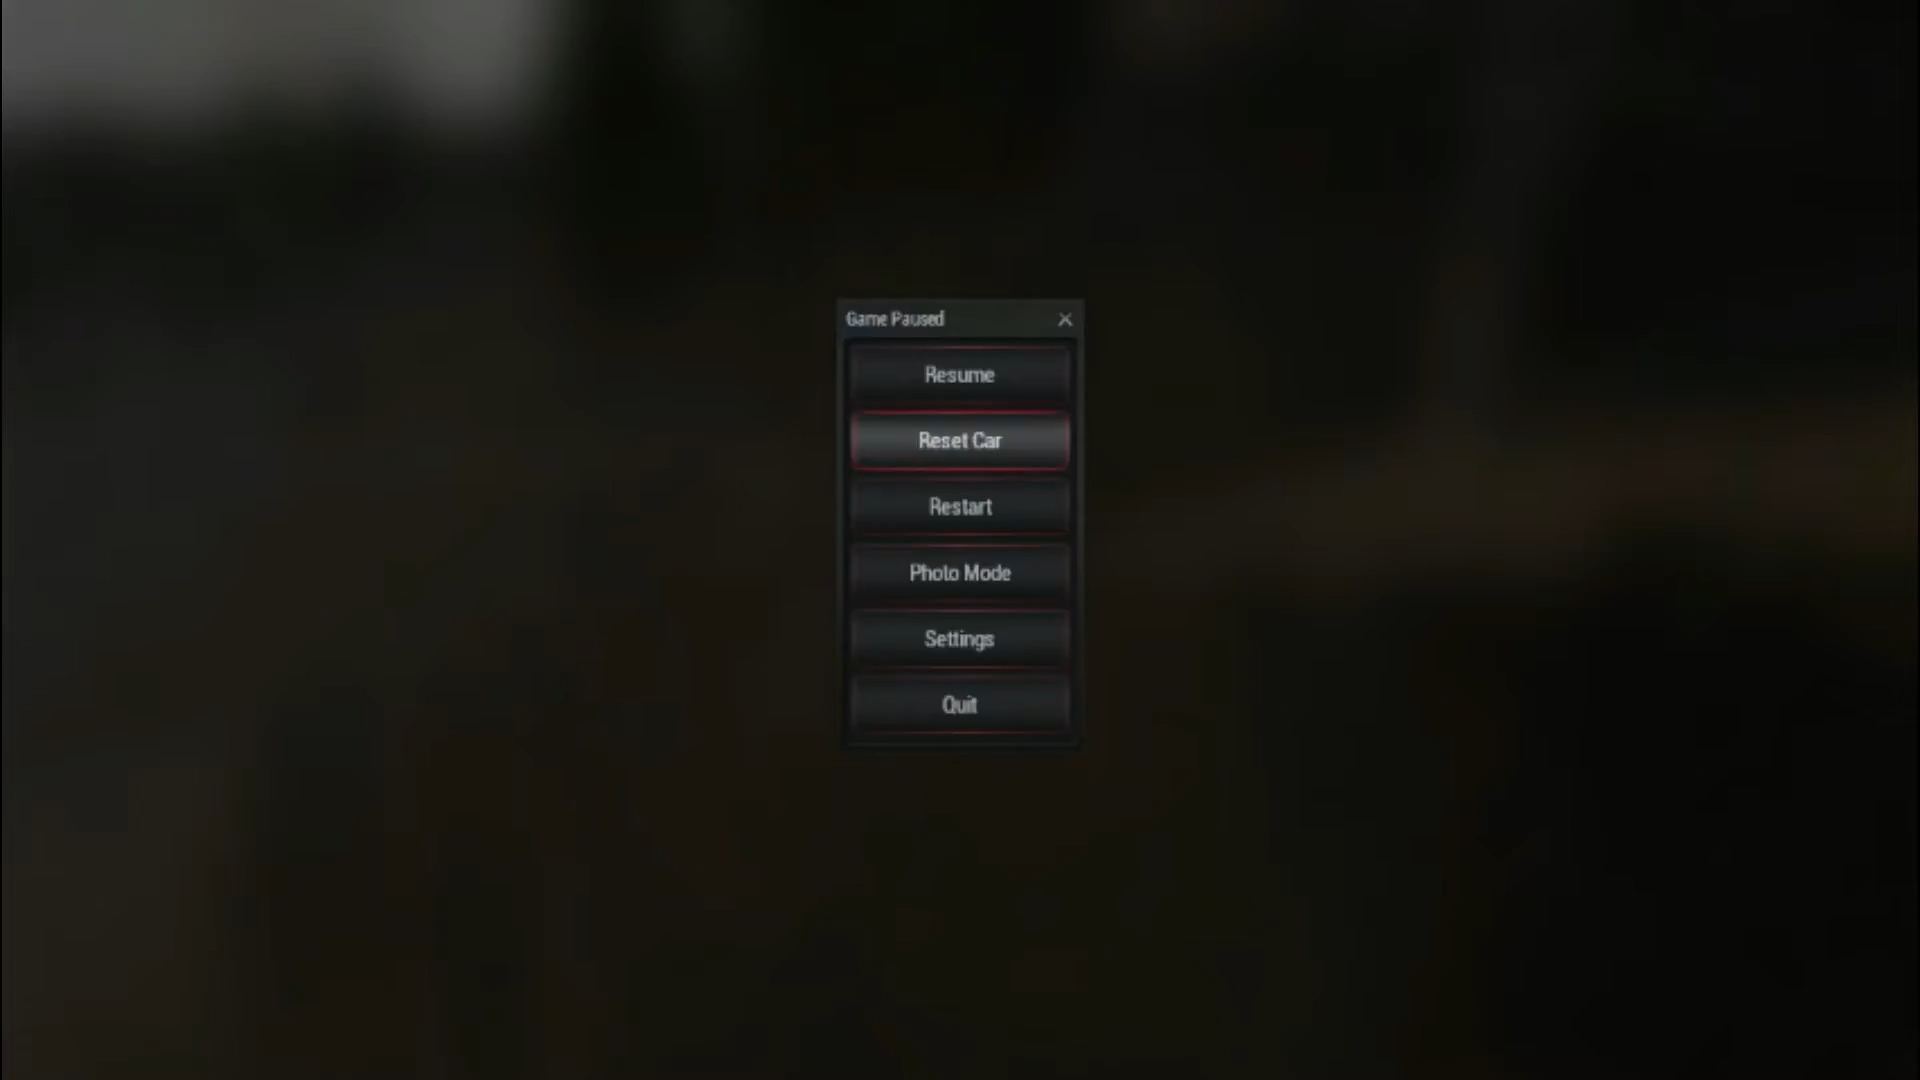 Game Paused
Resume
Reset Car
Restart
Photo Mode
Settings
Quit